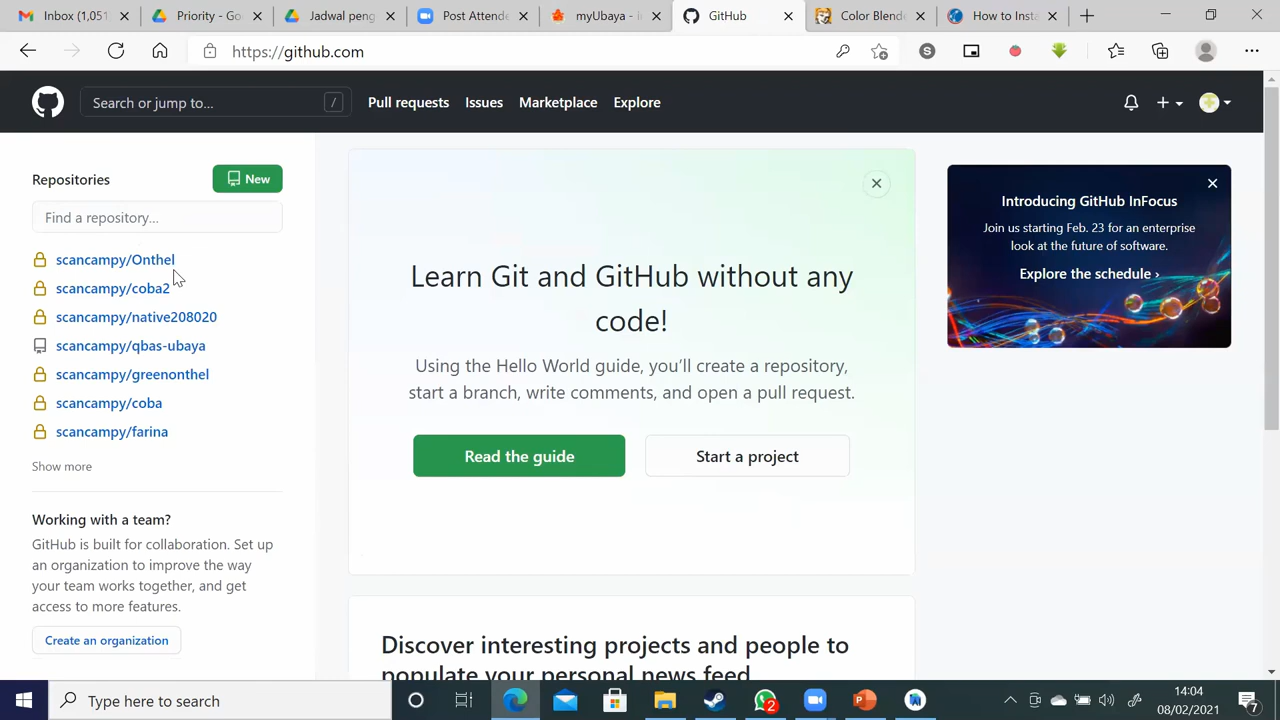 Inbox (1,051
Priority - Go
Jadwal peng
Post Attende
myUbaya - i
GitHub
Color Blende
How to Insta
https://github.com
Search or jump to...
/
Pull requests
Issues
Marketplace
Explore
Repositories
New
Find a repository...
scancampy/Onthel
scancampy/coba2
scancampy/native208020
scancampy/qbas-ubaya
scancampy/greenonthel
scancampy/coba
scancampy/farina
Show more
Working with a team?
GitHub is built for collaboration. Set up
an organization to improve the way
your team works together, and get
access to more features.
Create an organization
Learn Git and GitHub without any
code!
Using the Hello World guide, you’ll create a repository,
start a branch, write comments, and open a pull request.
Read the guide
Start a project
Discover interesting projects and people to
populate your personal news feed
Introducing GitHub InFocus
Join us starting Feb. 23 for an enterprise
look at the future of software.
Explore the schedule ›
Type here to search
2
14:04
08/02/2021
7